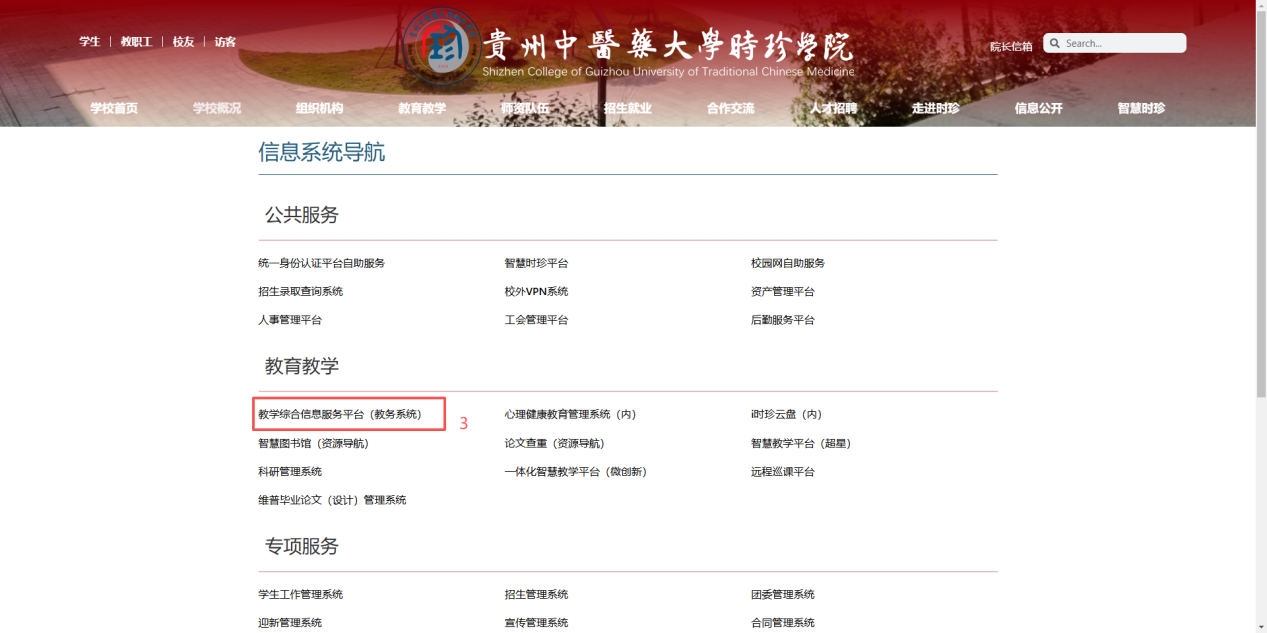 学生 | 教职工 | 校友 | 访客
貴州中醫藥大學時珍學院
Shizhen College of Guizhou University of Traditional Chinese Medicine
院长信箱 Search...
学校首页 学校概况 组织机构 教育教学 师资队伍 招生就业 合作交流 人才招聘 走进时珍 信息公开 智慧时珍
信息系统导航
公共服务
统一身份认证平台自助服务 智慧时珍平台 校园网自助服务
招生录取查询系统 校外VPN系统 资产管理平台
人事管理平台 工会管理平台 后勤服务平台
教育教学
教学综合信息服务平台（教务系统） 3 心理健康教育管理系统（内） i时珍云盘（内）
智慧图书馆（资源导航） 论文查重（资源导航） 智慧教学平台（超星）
科研管理系统 一体化智慧教学平台（微创新） 远程巡课平台
维普毕业论文（设计）管理系统
专项服务
学生工作管理系统 招生管理系统 团委管理系统
迎新管理系统 宣传管理系统 合同管理系统